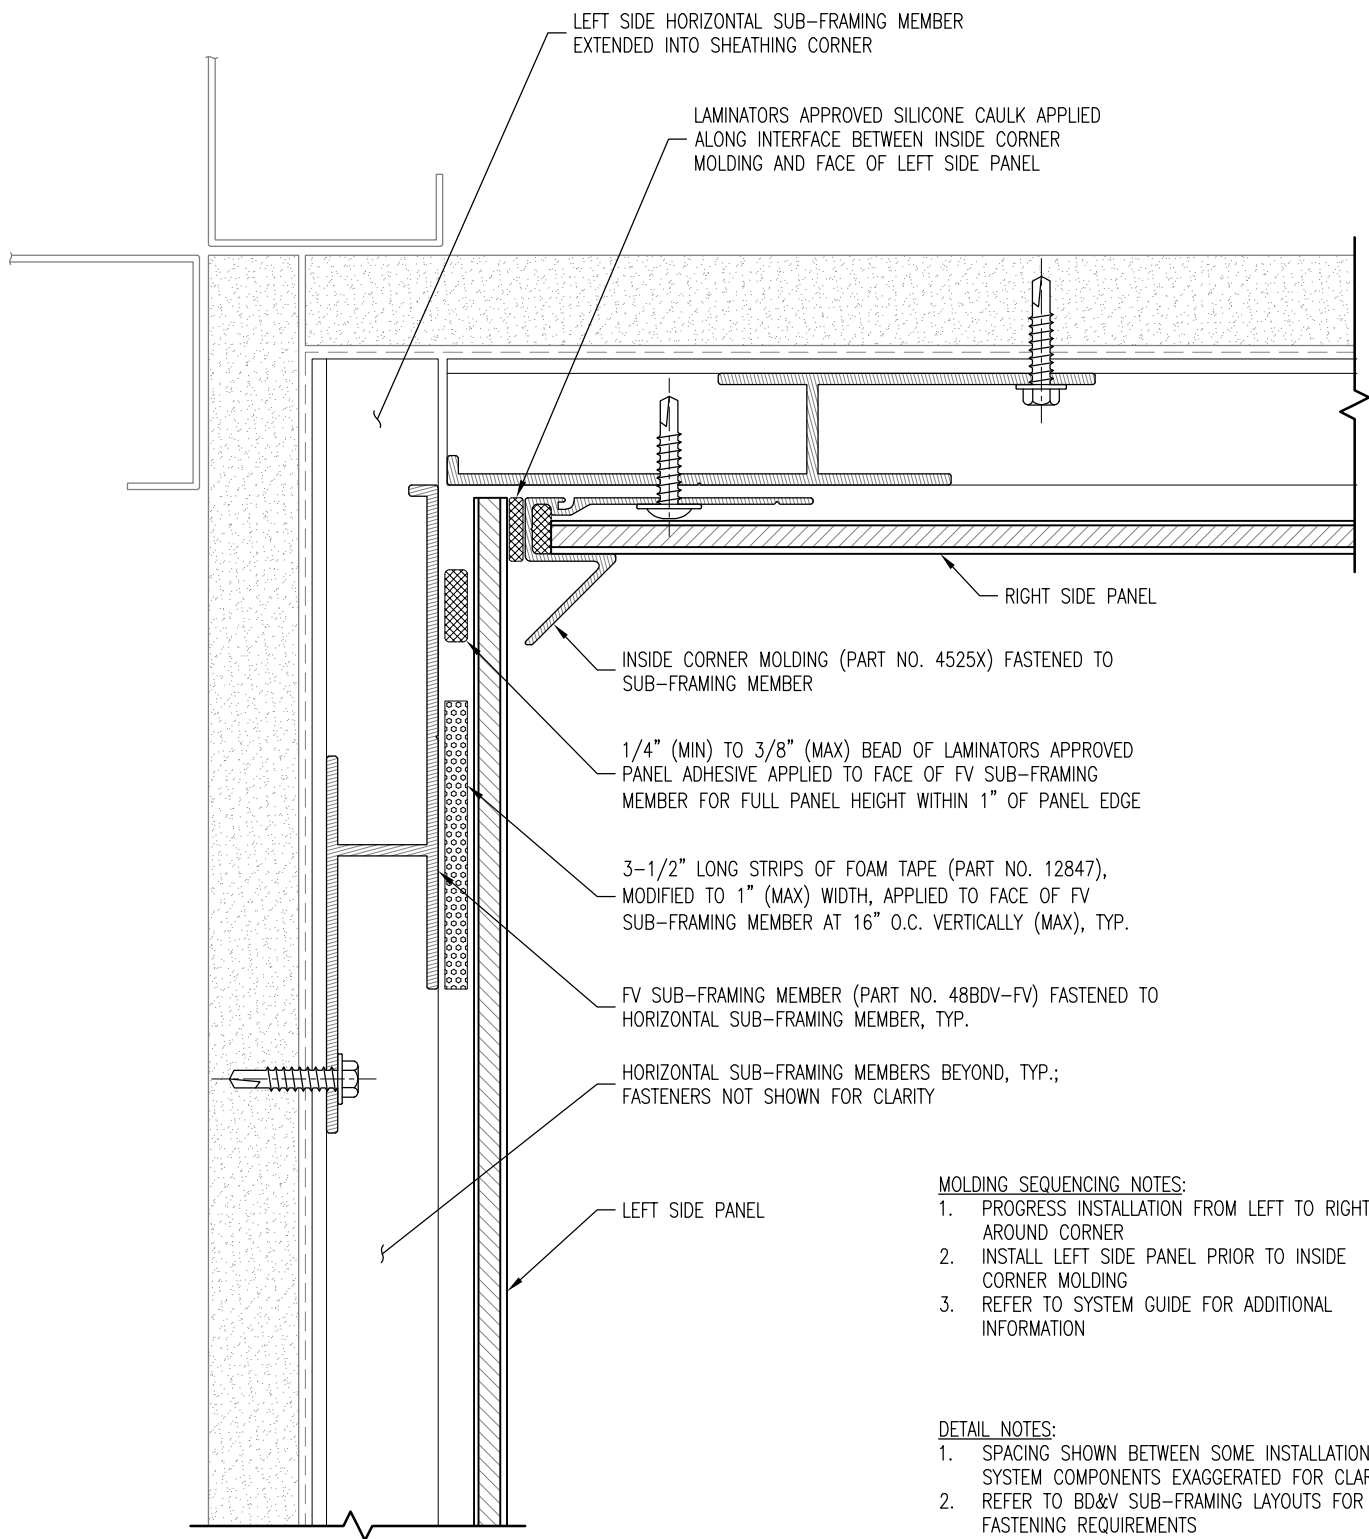 LEFT SIDE HORIZONTAL SUB-FRAMING MEMBER
EXTENDED INTO SHEATHING CORNER
LAMINATORS APPROVED SILICONE CAULK APPLIED
ALONG INTERFACE BETWEEN INSIDE CORNER
MOLDING AND FACE OF LEFT SIDE PANEL
RIGHT SIDE PANEL
INSIDE CORNER MOLDING (PART NO. 4525X) FASTENED TO
SUB-FRAMING MEMBER
1/4" (MIN) TO 3/8" (MAX) BEAD OF LAMINATORS APPROVED
PANEL ADHESIVE APPLIED TO FACE OF FV SUB-FRAMING
MEMBER FOR FULL PANEL HEIGHT WITHIN 1" OF PANEL EDGE
3-1/2" LONG STRIPS OF FOAM TAPE (PART NO. 12847),
MODIFIED TO 1" (MAX) WIDTH, APPLIED TO FACE OF FV
SUB-FRAMING MEMBER AT 16" O.C. VERTICALLY (MAX), TYP.
FV SUB-FRAMING MEMBER (PART NO. 48BDV-FV) FASTENED TO
HORIZONTAL SUB-FRAMING MEMBER, TYP.
HORIZONTAL SUB-FRAMING MEMBERS BEYOND, TYP.;
FASTENERS NOT SHOWN FOR CLARITY
LEFT SIDE PANEL
MOLDING SEQUENCING NOTES:
1. PROGRESS INSTALLATION FROM LEFT TO RIGHT
AROUND CORNER
2. INSTALL LEFT SIDE PANEL PRIOR TO INSIDE
CORNER MOLDING
3. REFER TO SYSTEM GUIDE FOR ADDITIONAL
INFORMATION
DETAIL NOTES:
1. SPACING SHOWN BETWEEN SOME INSTALLATION
SYSTEM COMPONENTS EXAGGERATED FOR
2. REFER TO BD&V SUB-FRAMING LAYOUTS FOR
FASTENING REQUIREMENTS